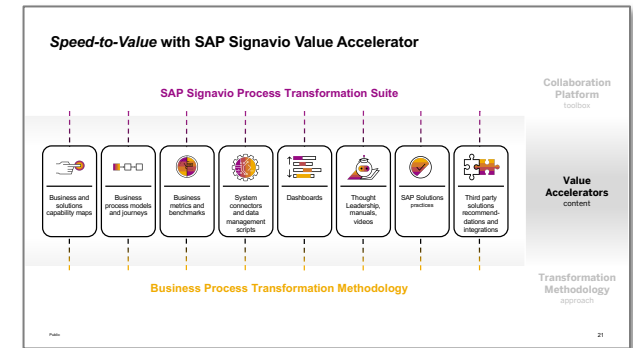 Speed-to-Value with SAP Signavio Value Accelerator
SAP Signavio Process Transformation Suite
Collaboration
Platform
toolbox
Business and
solutions
capability maps
Business
process models
and journeys
Business
metrics and
benchmarks
System
connectors
and data
management
scripts
Dashboards
Thought
Leadership,
manuals,
videos
SAP Solutions
practices
Third party
solutions
recommend-
dations and
integrations
Value
Accelerators
content
Business Process Transformation Methodology
Transformation
Methodology
approach
Public
21